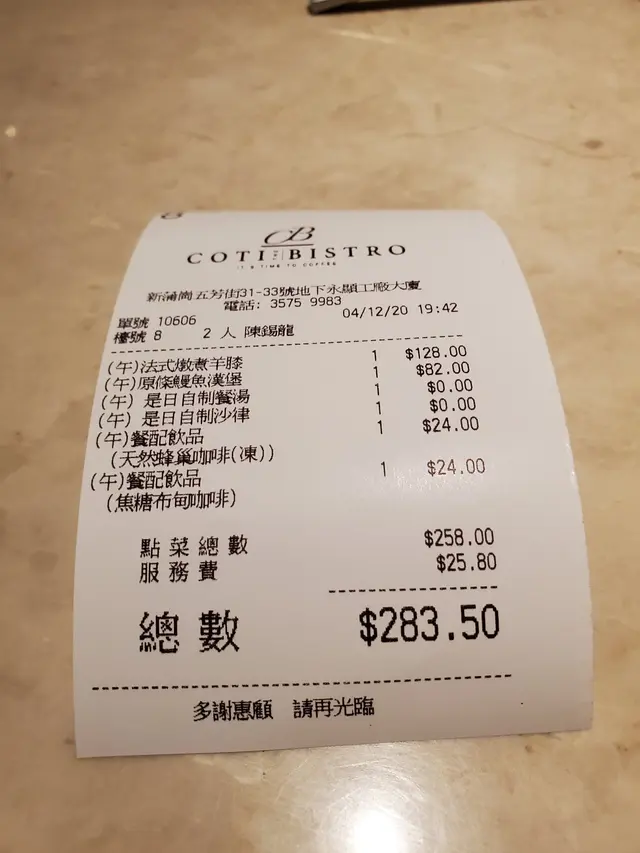 CB
COTI THE BISTRO
IT'S TIME TO COFFEE
新蒲崗五芳街31-33號地下永顯工廠大廈
電話: 3575 9983
單號 10606 04/12/20 19:42
檯號 8 2 人 陳錫龍
(午)法式燉煮羊膝 1 $128.00
(午)原條鰻魚漢堡 1 $82.00
(午) 是日自制餐湯 1 $0.00
(午) 是日自制沙律 1 $0.00
(午)餐配飲品 1 $24.00
(天然蜂巢咖啡(凍))
(午)餐配飲品 1 $24.00
(焦糖布甸咖啡)
點菜總數 $258.00
服務費 $25.80
總數 $283.50
多謝惠顧 請再光臨